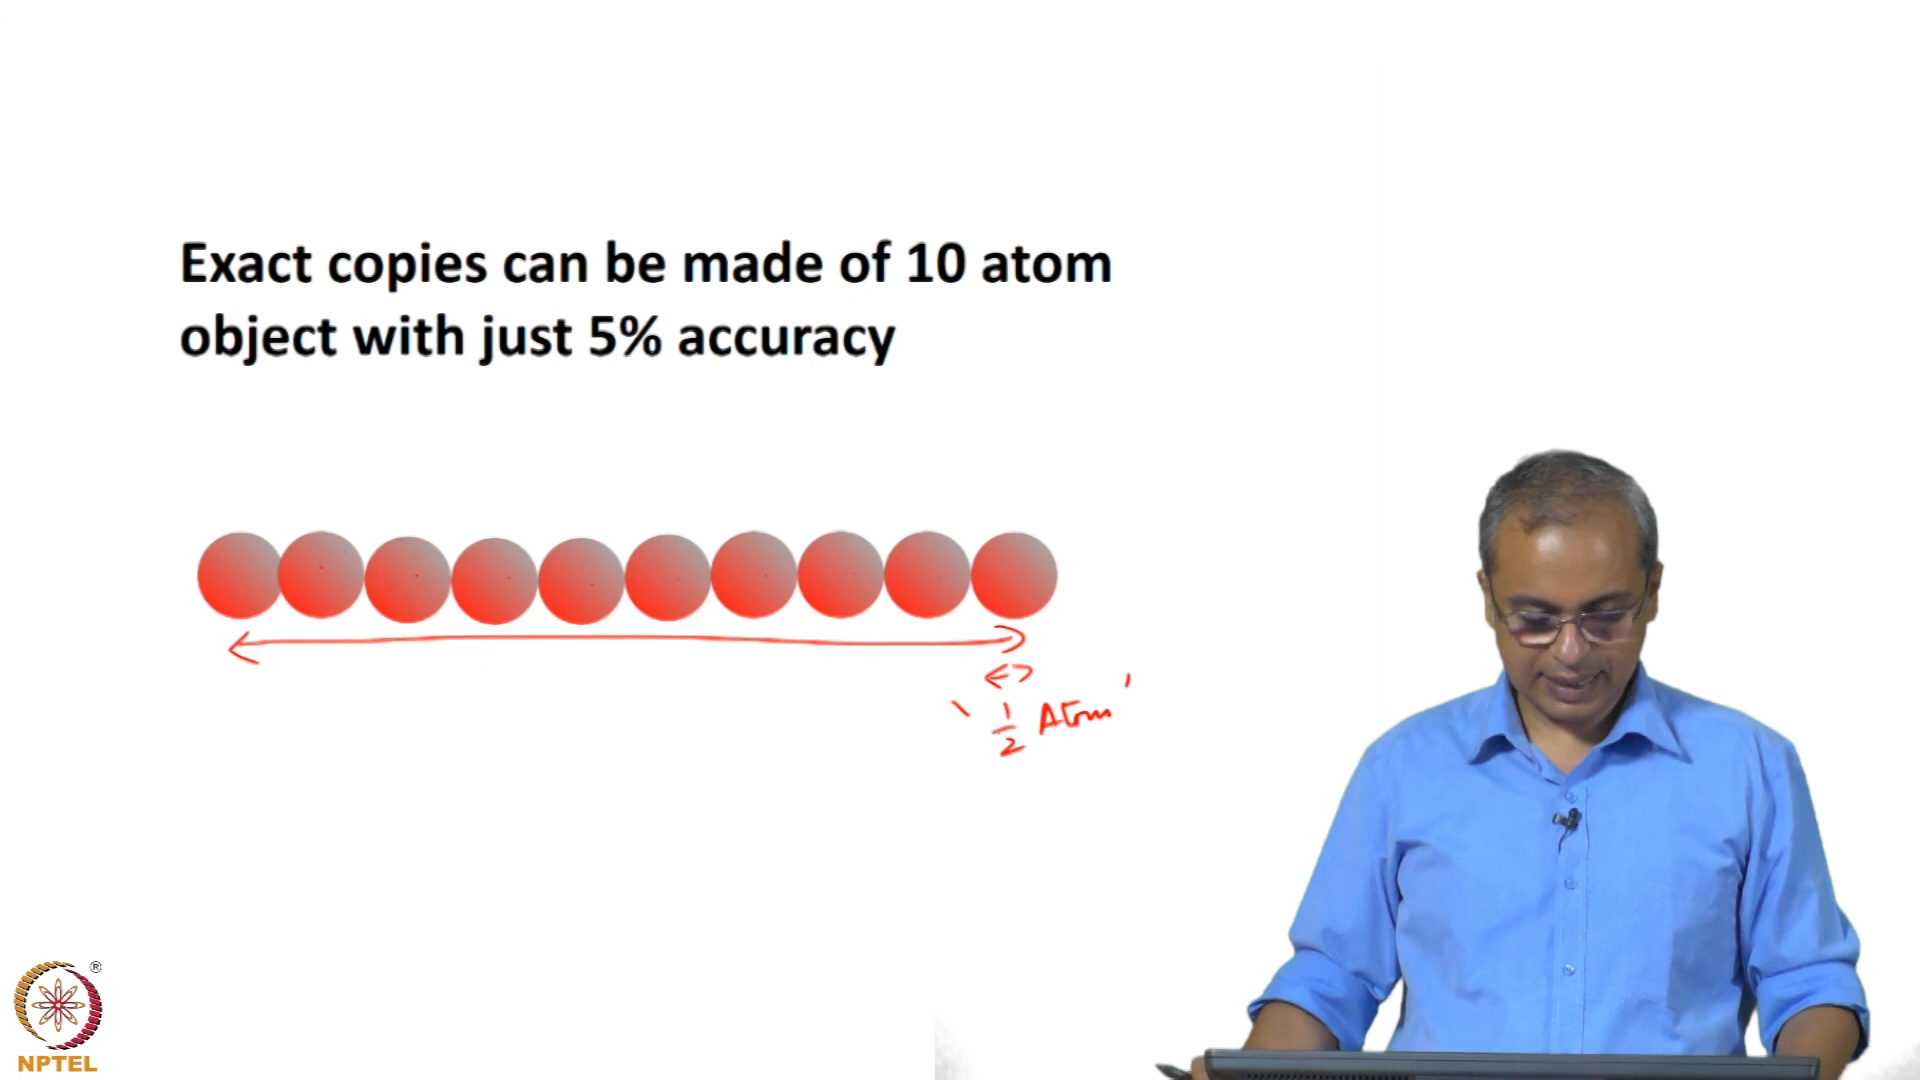 Exact copies can be made of 10 atom
object with just 5% accuracy
' 1/2 Atom '
®
NPTEL